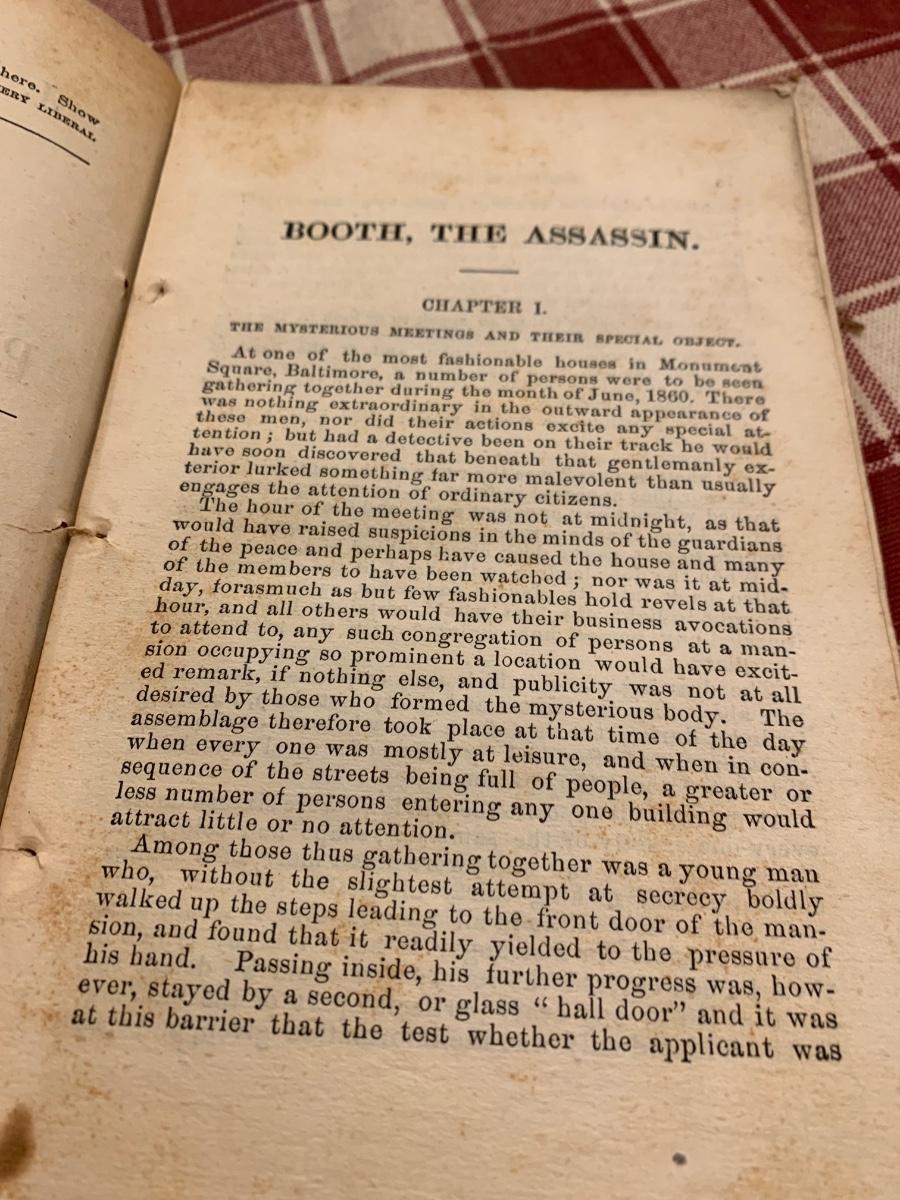 here. Show
ERY LIBERAL
BOOTH, THE ASSASSIN.
CHAPTER I.
THE MYSTERIOUS MEETINGS AND THEIR SPECIAL OBJECT.
At one of the most fashionable houses in Monument
Square, Baltimore, a number of persons were to be seen
gathering together during the month of June, 1860. There
was nothing extraordinary in the outward appearance of
these men, nor did their actions excite any special at-
tention; but had a detective been on their track he would
have soon discovered that beneath that gentlemanly ex-
terior lurked something far more malevolent than usually
engages the attention of ordinary citizens.
The hour of the meeting was not at midnight, as that
would have raised suspicions in the minds of the guardians
of the peace and perhaps have caused the house and many
of the members to have been watched; nor was it at mid-
day, forasmuch as but few fashionables hold revels at that
hour, and all others would have their business avocations
to attend to, any such congregation of persons at a man-
sion occupying so prominent a location would have excit-
ed remark, if nothing else, and publicity was not at all
desired by those who formed the mysterious body. The
assemblage therefore took place at that time of the day
when every one was mostly at leisure, and when in con-
sequence of the streets being full of people, a greater or
less number of persons entering any one building would
attract little or no attention.
Among those thus gathering together was a young man
who, without the slightest attempt at secrecy boldly
walked up the steps leading to the front door of the man-
sion, and found that it readily yielded to the pressure of
his hand. Passing inside, his further progress was, how-
ever, stayed by a second, or glass “ hall door” and it was
at this barrier that the test whether the applicant was